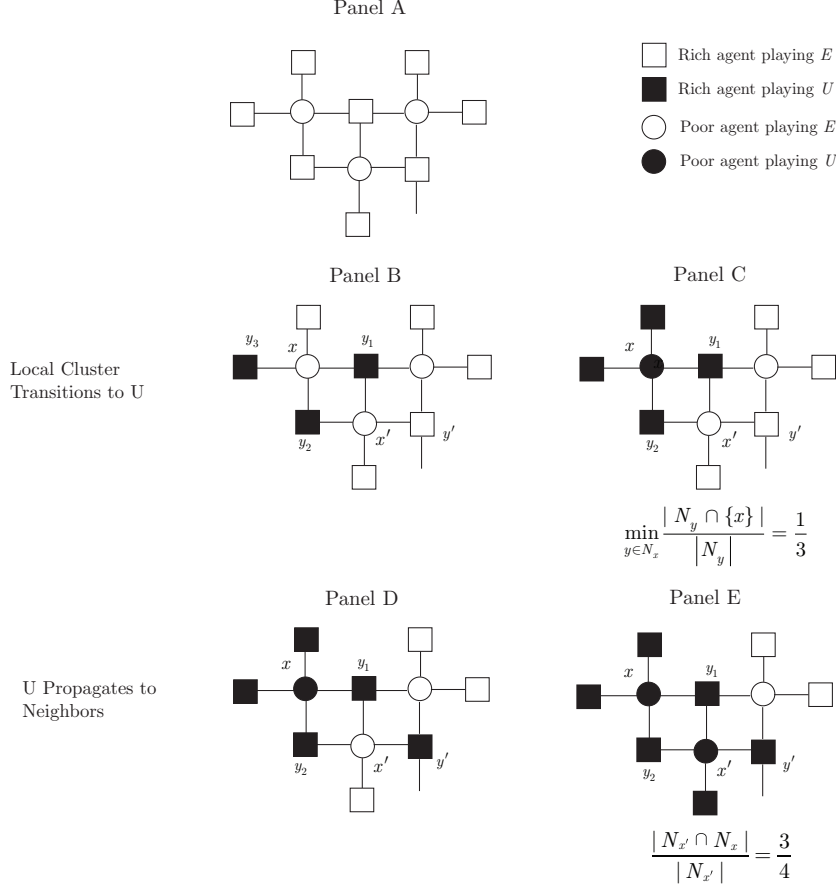 Panel A
Rich agent playing E
Rich agent playing U
Poor agent playing E
Poor agent playing U
Panel B
Panel C
Local Cluster
Transitions to U
y₃
x
y₁
y₂
x′
y′
x
y₁
y₂
x′
y′
min_{y∈Nₓ} |N_y ∩ {x}| / |N_y| = 1/3
Panel D
Panel E
U Propagates to
Neighbors
x
y₁
y₂
x′
y′
x
y₁
y₂
x′
y′
|N_{x′} ∩ N_x| / |N_{x′}| = 3/4